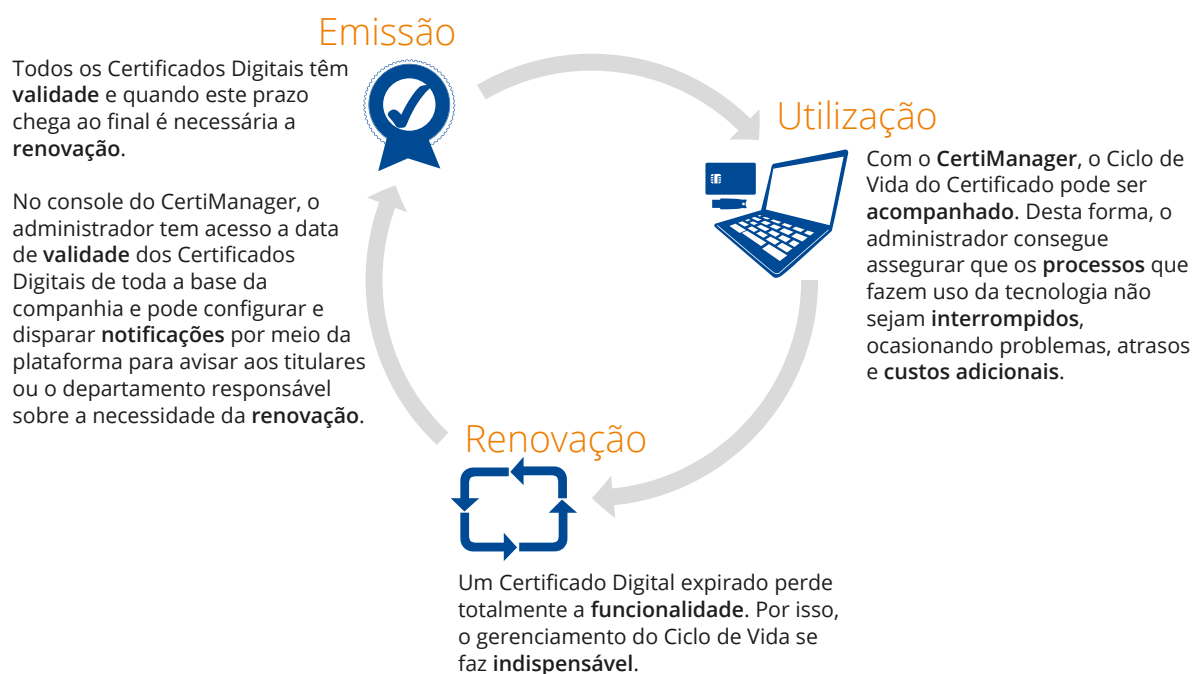 Emissão
Todos os Certificados Digitais têm
validade e quando este prazo
chega ao final é necessária a
renovação.
No console do CertiManager, o
administrador tem acesso a data
de validade dos Certificados
Digitais de toda a base da
companhia e pode configurar e
disparar notificações por meio da
plataforma para avisar aos titulares
ou o departamento responsável
sobre a necessidade da renovação.
Utilização
Com o CertiManager, o Ciclo de
Vida do Certificado pode ser
acompanhado. Desta forma, o
administrador consegue
assegurar que os processos que
fazem uso da tecnologia não
sejam interrompidos,
ocasionando problemas, atrasos
e custos adicionais.
Renovação
Um Certificado Digital expirado perde
totalmente a funcionalidade. Por isso,
o gerenciamento do Ciclo de Vida se
faz indispensável.